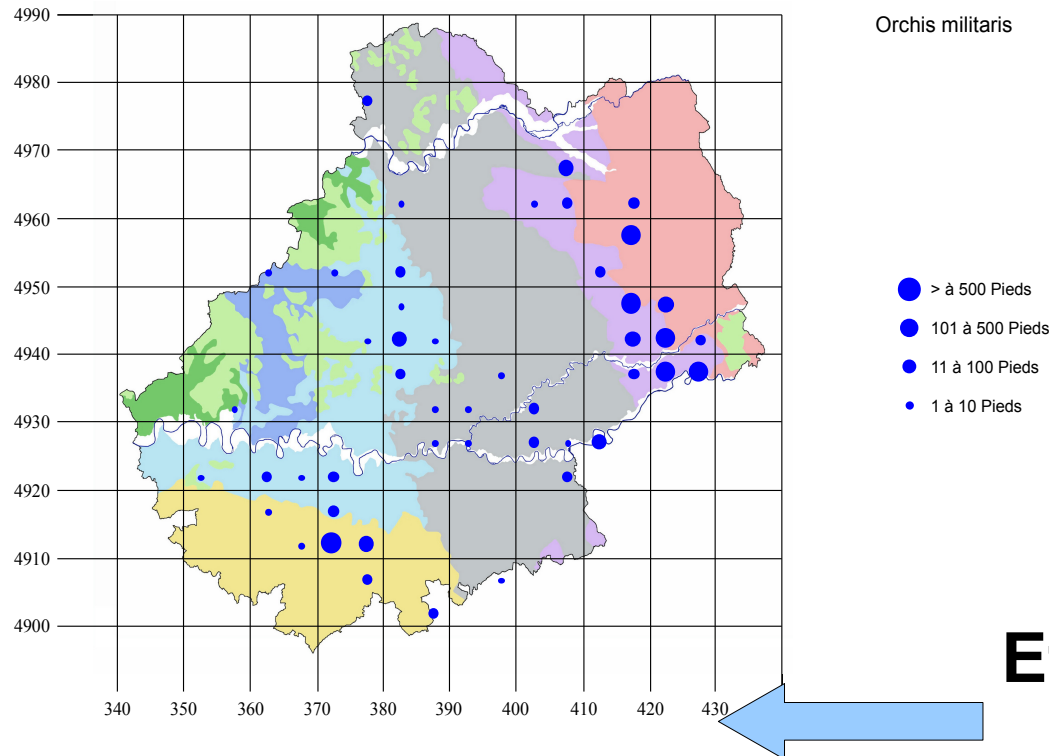 4990
Orchis militaris
4980
4970
4960
4950
> à 500 Pieds
101 à 500 Pieds
4940
11 à 100 Pieds
4930
1 à 10 Pieds
4920
4910
4900
E
340 350 360 370 380 390 400 410 420 430